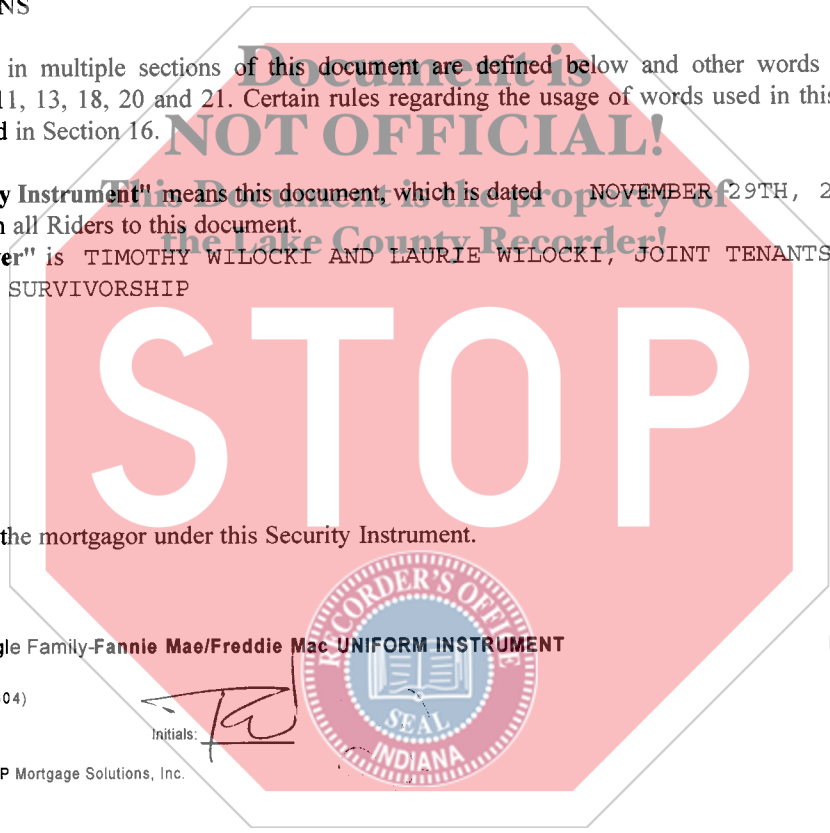 NS
Document is
in multiple sections of this document are defined below and other words
11, 13, 18, 20 and 21. Certain rules regarding the usage of words used in this
d in Section 16.
NOT OFFICIAL!
y Instrument" means this document, which is dated NOVEMBER 29TH, 2
This Document is the property of
n all Riders to this document.
the Lake County Recorder!
er" is TIMOTHY WILOCKI AND LAURIE WILOCKI, JOINT TENANTS
SURVIVORSHIP
STOP
the mortgagor under this Security Instrument.
RECORDER'S OFFICE
gle Family-Fannie Mae/Freddie Mac UNIFORM INSTRUMENT
04)
SEAL
Initials: TW
INDIANA
P Mortgage Solutions, Inc.